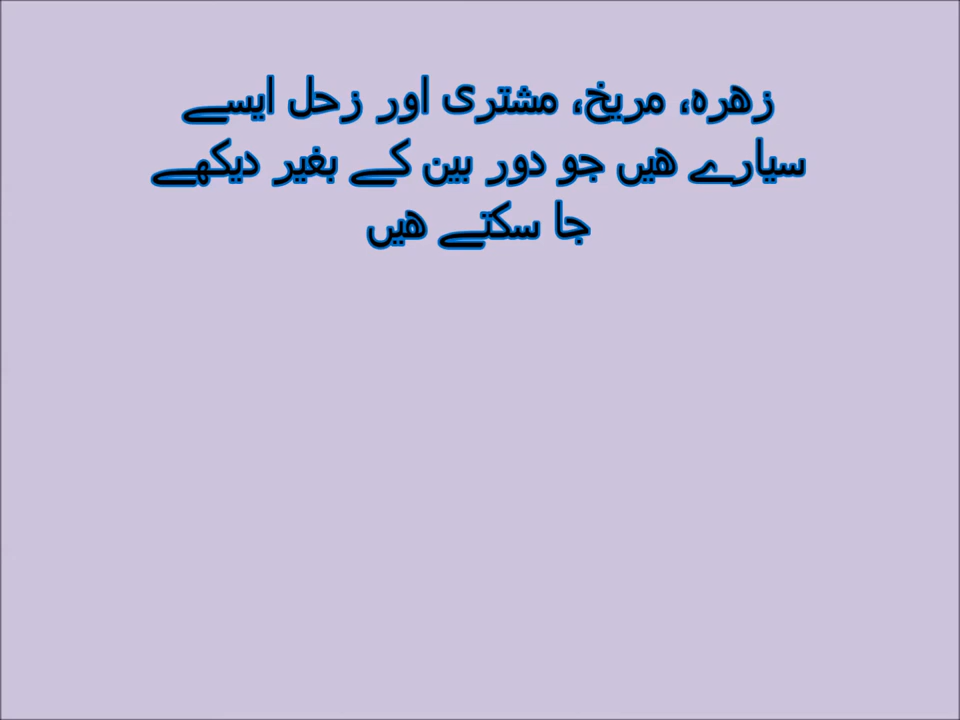 زھرہ، مریخ، مشتری اور زحل ایسے
سیارے ھیں جو دور بین کے بغیر دیکھے
جا سکتے ھیں